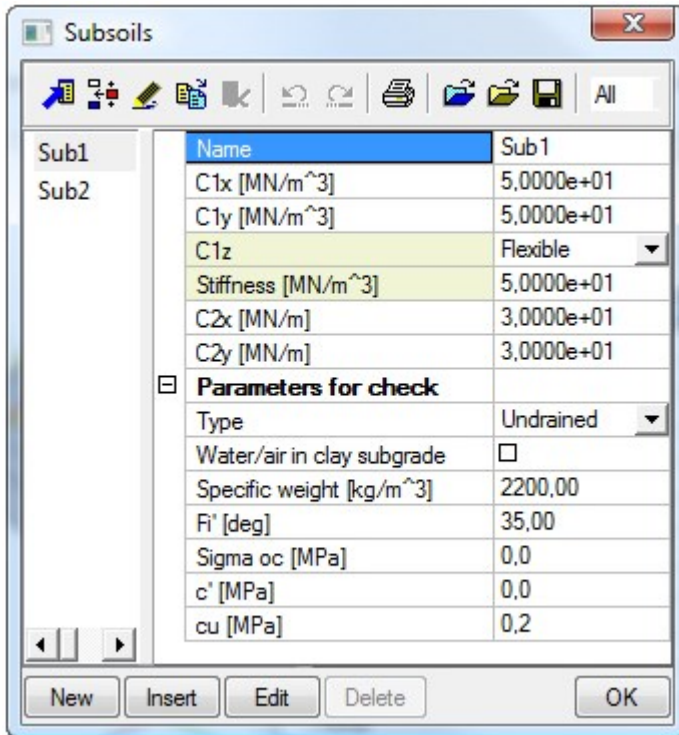 Subsoils
All
Sub1
Sub2
Name Sub1
C1x [MN/m^3] 5,0000e+01
C1y [MN/m^3] 5,0000e+01
C1z Flexible
Stiffness [MN/m^3] 5,0000e+01
C2x [MN/m] 3,0000e+01
C2y [MN/m] 3,0000e+01
Parameters for check
Type Undrained
Water/air in clay subgrade
Specific weight [kg/m^3] 2200,00
Fi' [deg] 35,00
Sigma oc [MPa] 0,0
c' [MPa] 0,0
cu [MPa] 0,2
New Insert Edit Delete OK